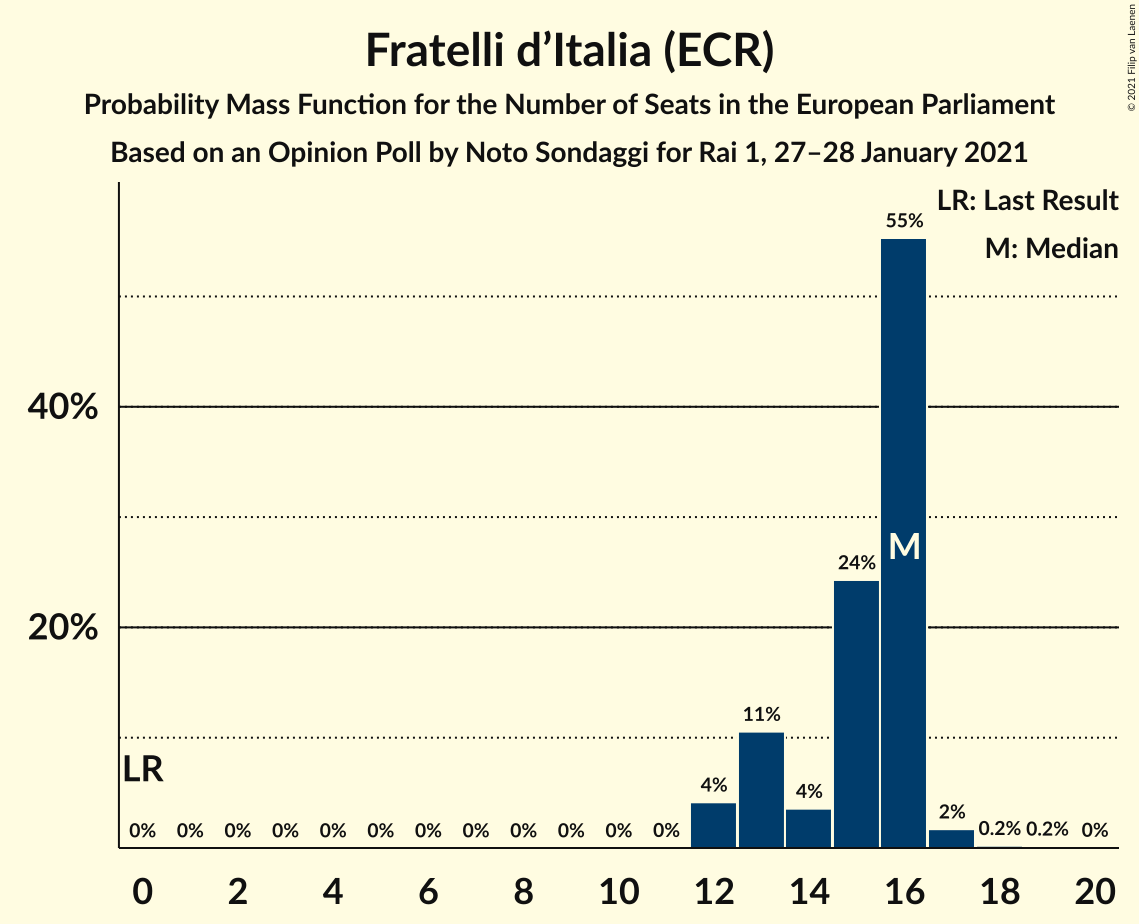 Fratelli d’Italia (ECR)
Probability Mass Function for the Number of Seats in the European Parliament
Based on an Opinion Poll by Noto Sondaggi for Rai 1, 27–28 January 2021
© 2021 Filip van Laenen
LR: Last Result
M: Median
55%
40%
M
24%
20%
11%
LR
4%
4%
2%
0% 0% 0% 0% 0% 0% 0% 0% 0% 0% 0% 0% 0.2% 0.2% 0%
0 2 4 6 8 10 12 14 16 18 20